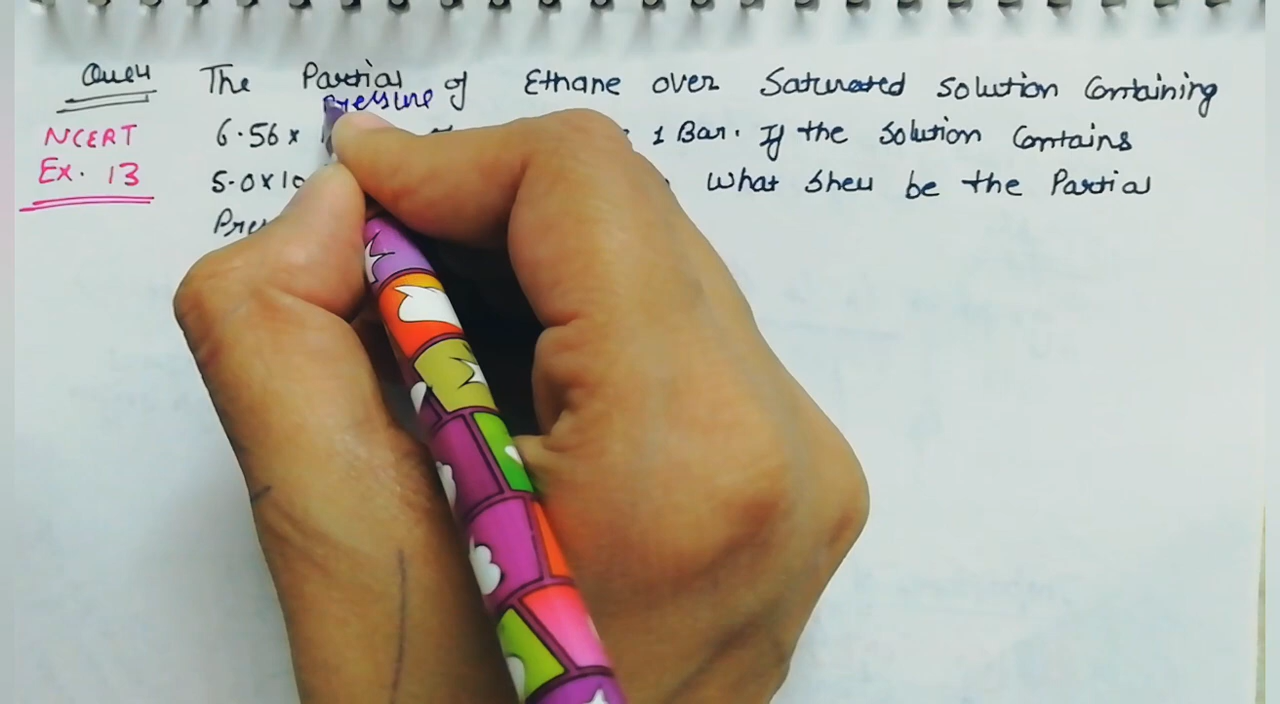 Ques The Partial of Ethane over Saturated solution Containing
pressure
NCERT 6.56 x 1 Bar. If the solution Contains
Ex. 13 5.0x10 What shell be the Partial
Pre